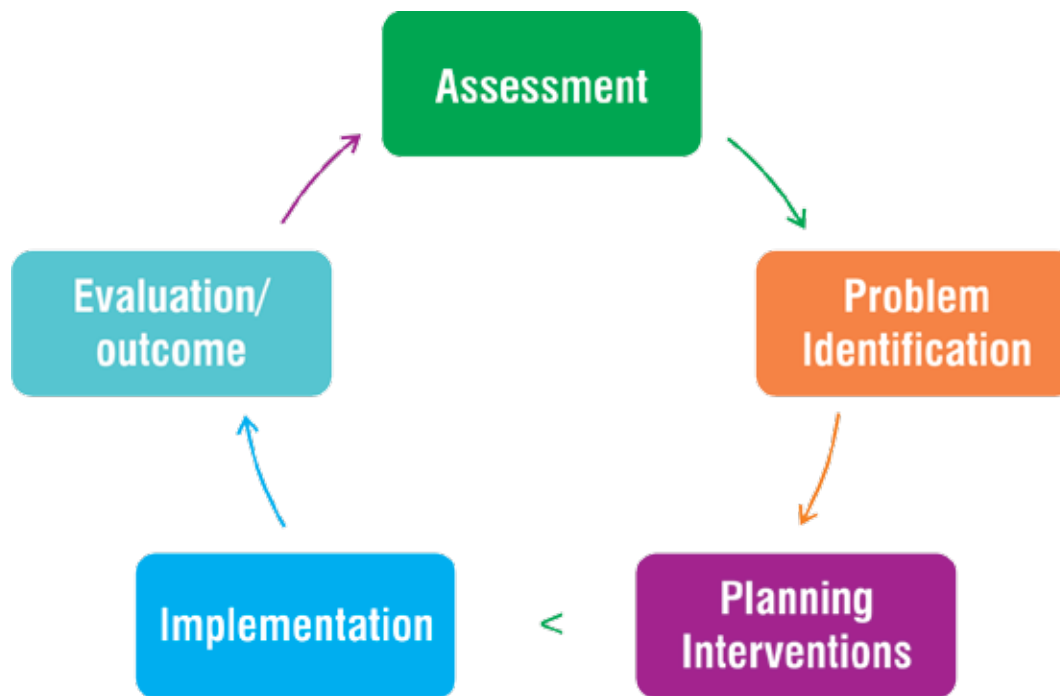 Assessment
Problem
Identification
Planning
Interventions
<
Implementation
Evaluation/
outcome